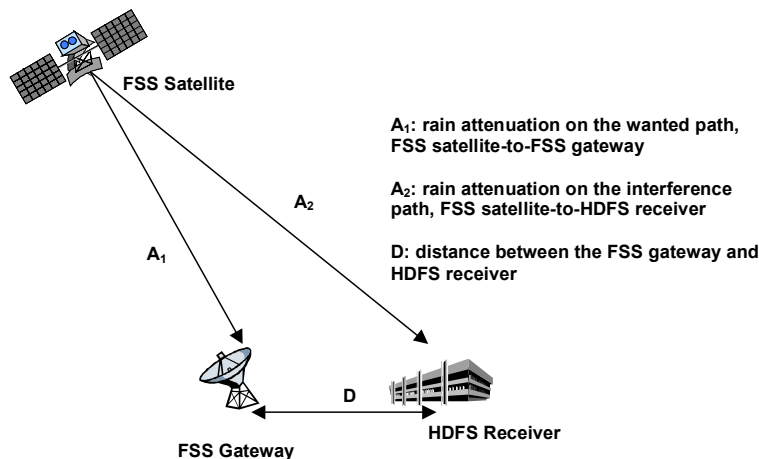 FSS Satellite
A₁: rain attenuation on the wanted path,
FSS satellite-to-FSS gateway
A₂: rain attenuation on the interference
path, FSS satellite-to-HDFS receiver
D: distance between the FSS gateway and
HDFS receiver
A₂
A₁
D
FSS Gateway
HDFS Receiver